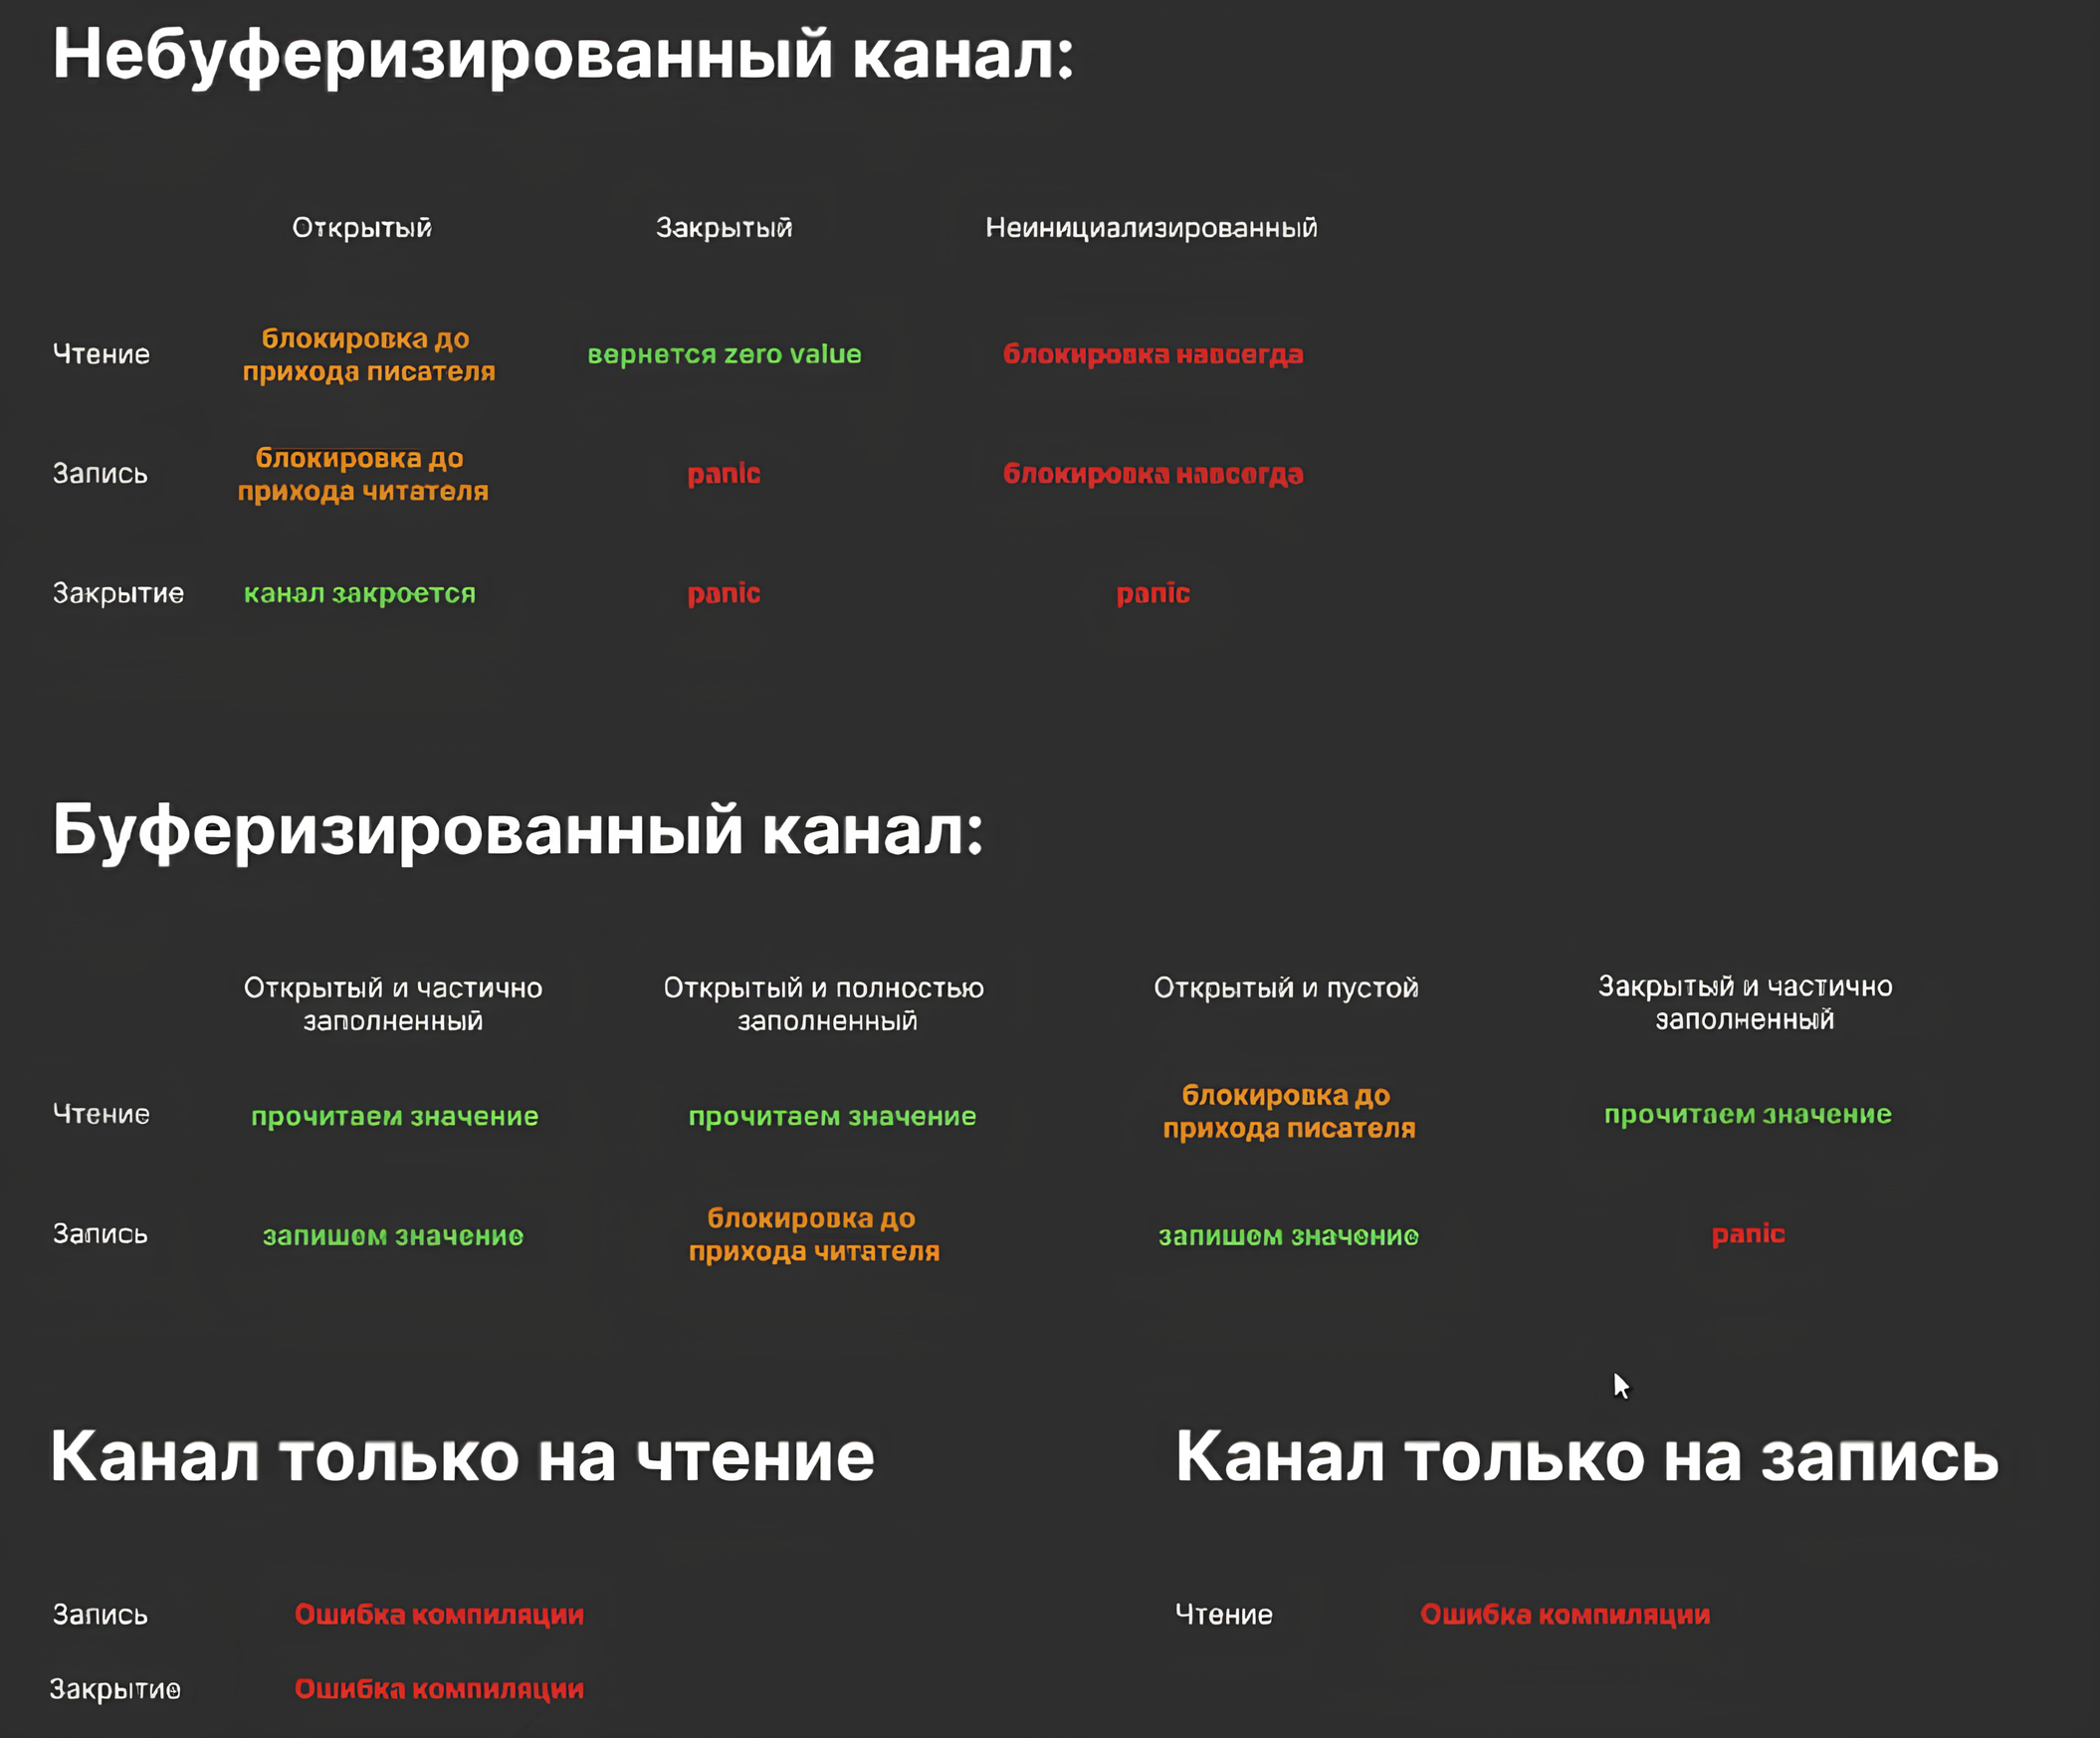 Небуферизированный канал:
Открытый Закрытый Неинициализированный
Чтение блокировка до прихода писателя вернется zero value блокировка навсегда
Запись блокировка до прихода читателя panic блокировка навсегда
Закрытие канал закроется panic panic
Буферизированный канал:
Открытый и частично заполненный Открытый и полностью заполненный Открытый и пустой Закрытый и частично заполненный
Чтение прочитаем значение прочитаем значение блокировка до прихода писателя прочитаем значение
Запись запишем значение блокировка до прихода читателя запишем значение panic
Канал только на чтение
Запись Ошибка компиляции
Закрытие Ошибка компиляции
Канал только на запись
Чтение Ошибка компиляции